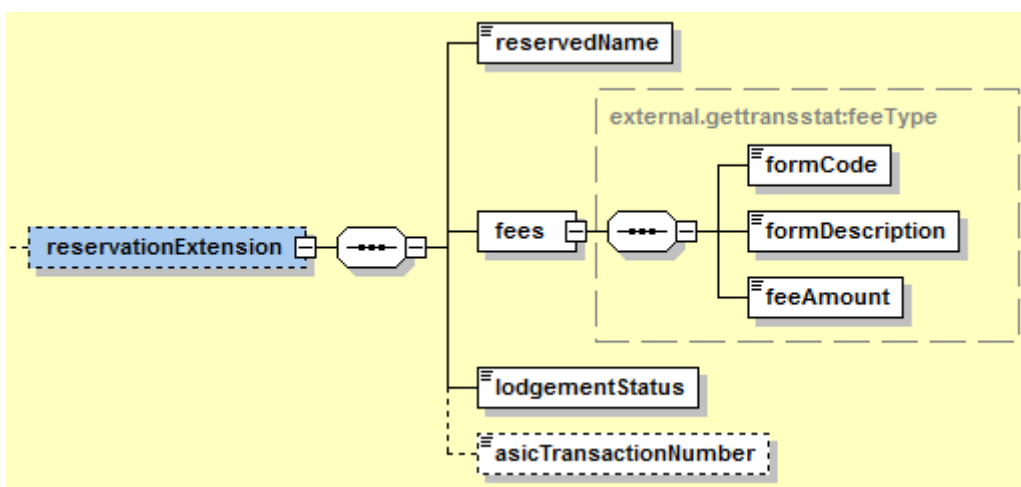 reservedName
external.gettransstat:feeType
formCode
reservationExtension
fees
formDescription
feeAmount
lodgementStatus
asicTransactionNumber